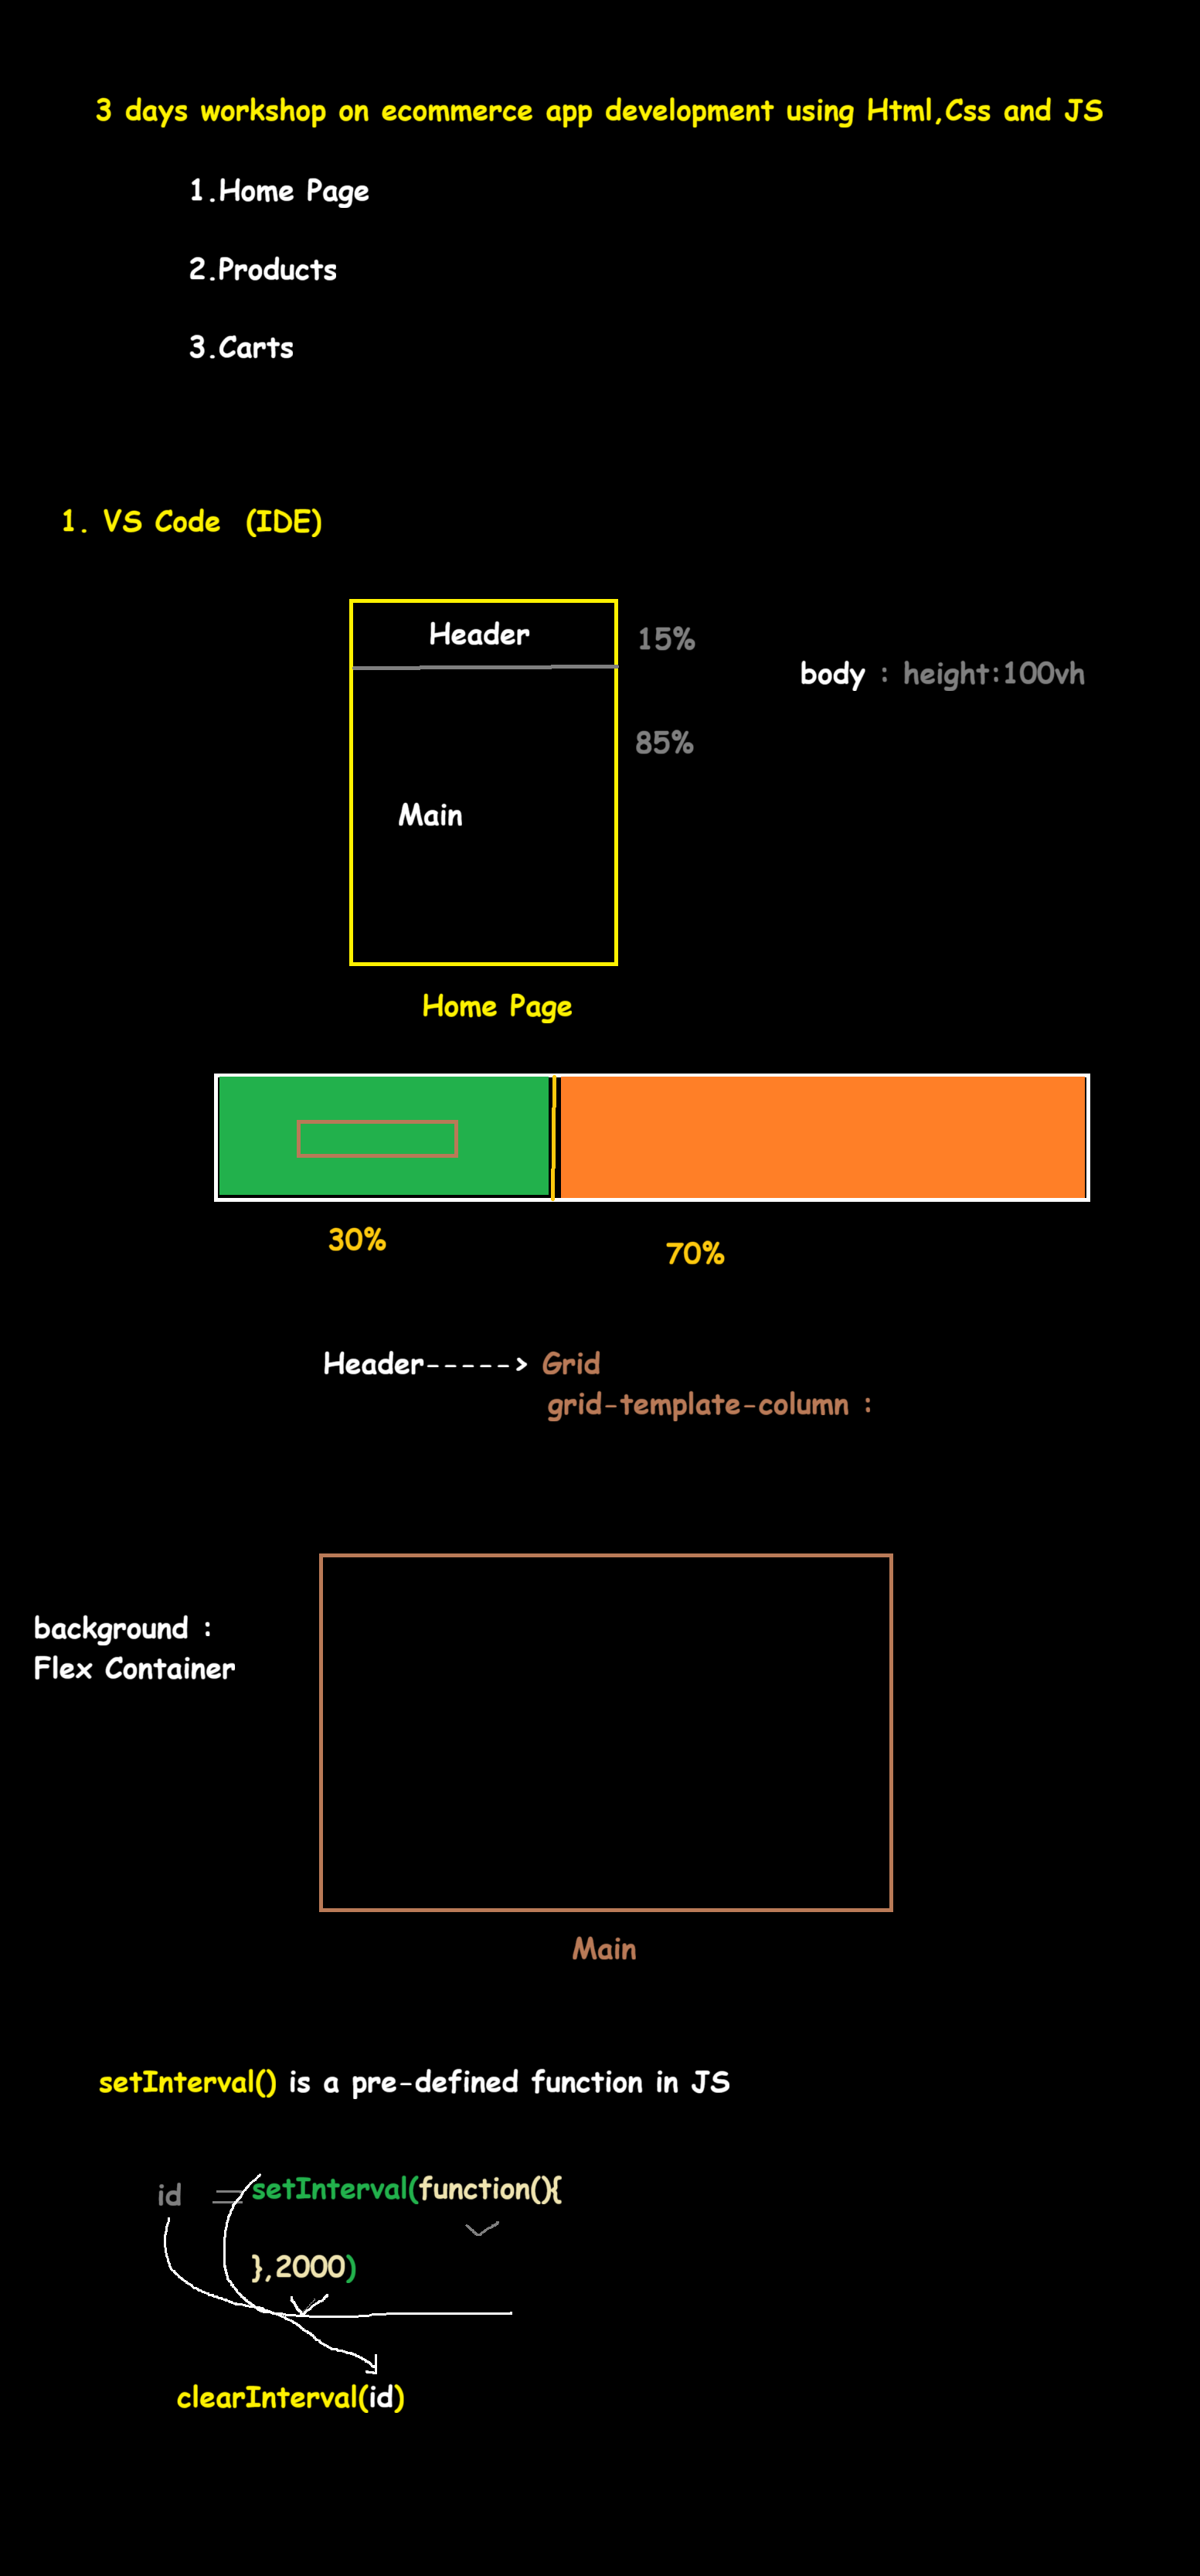 3 days workshop on ecommerce app development using Html,Css and JS
1.Home Page
2.Products
3.Carts
1. VS Code (IDE)
Header
15%
body : height:100vh
85%
Main
Home Page
30%
70%
Header-----> Grid
grid-template-column :
background :
Flex Container
Main
setInterval() is a pre-defined function in JS
id = setInterval(function(){
},2000)
clearInterval(id)